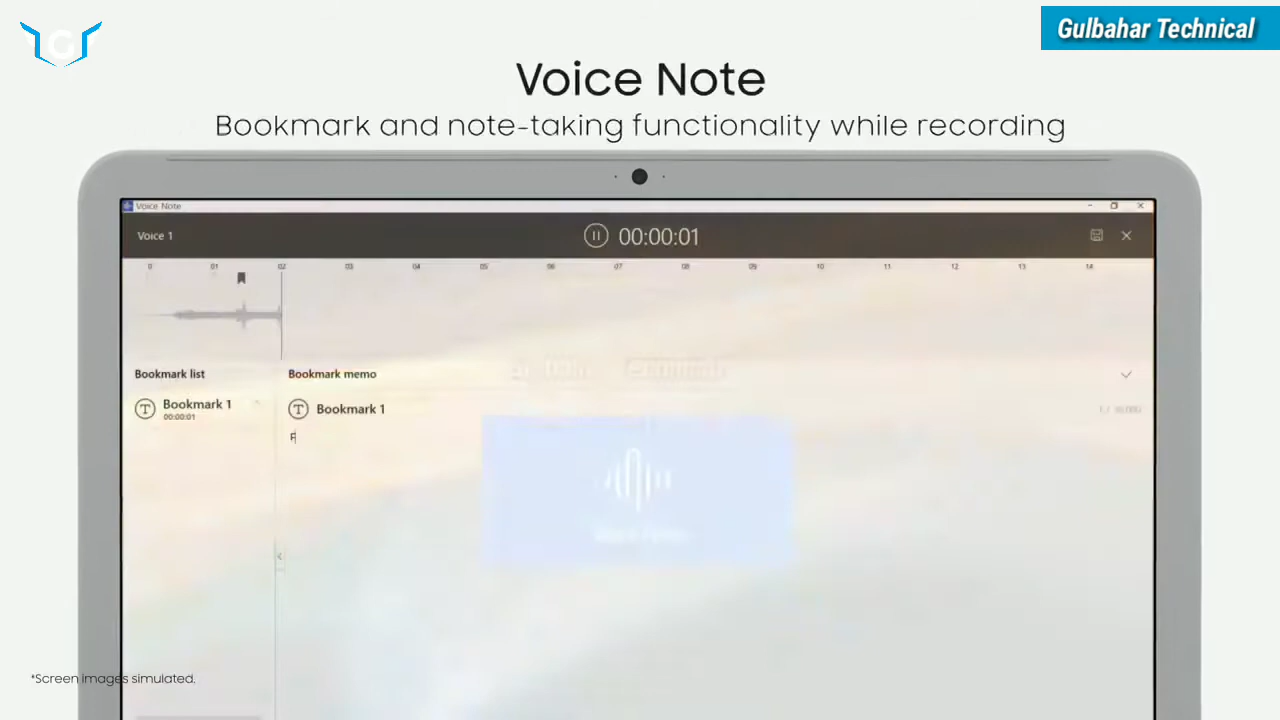 Gulbahar Technical
G
Voice Note
Bookmark and note-taking functionality while recording
Voice Note
Voice 1
00:00:01
0 01 02 03 04 05 06 07 08 09 10 11 12 13 14
Bookmark list
Bookmark memo
Bookmark 1
00:00:01
T
T Bookmark 1
F
*Screen images simulated.